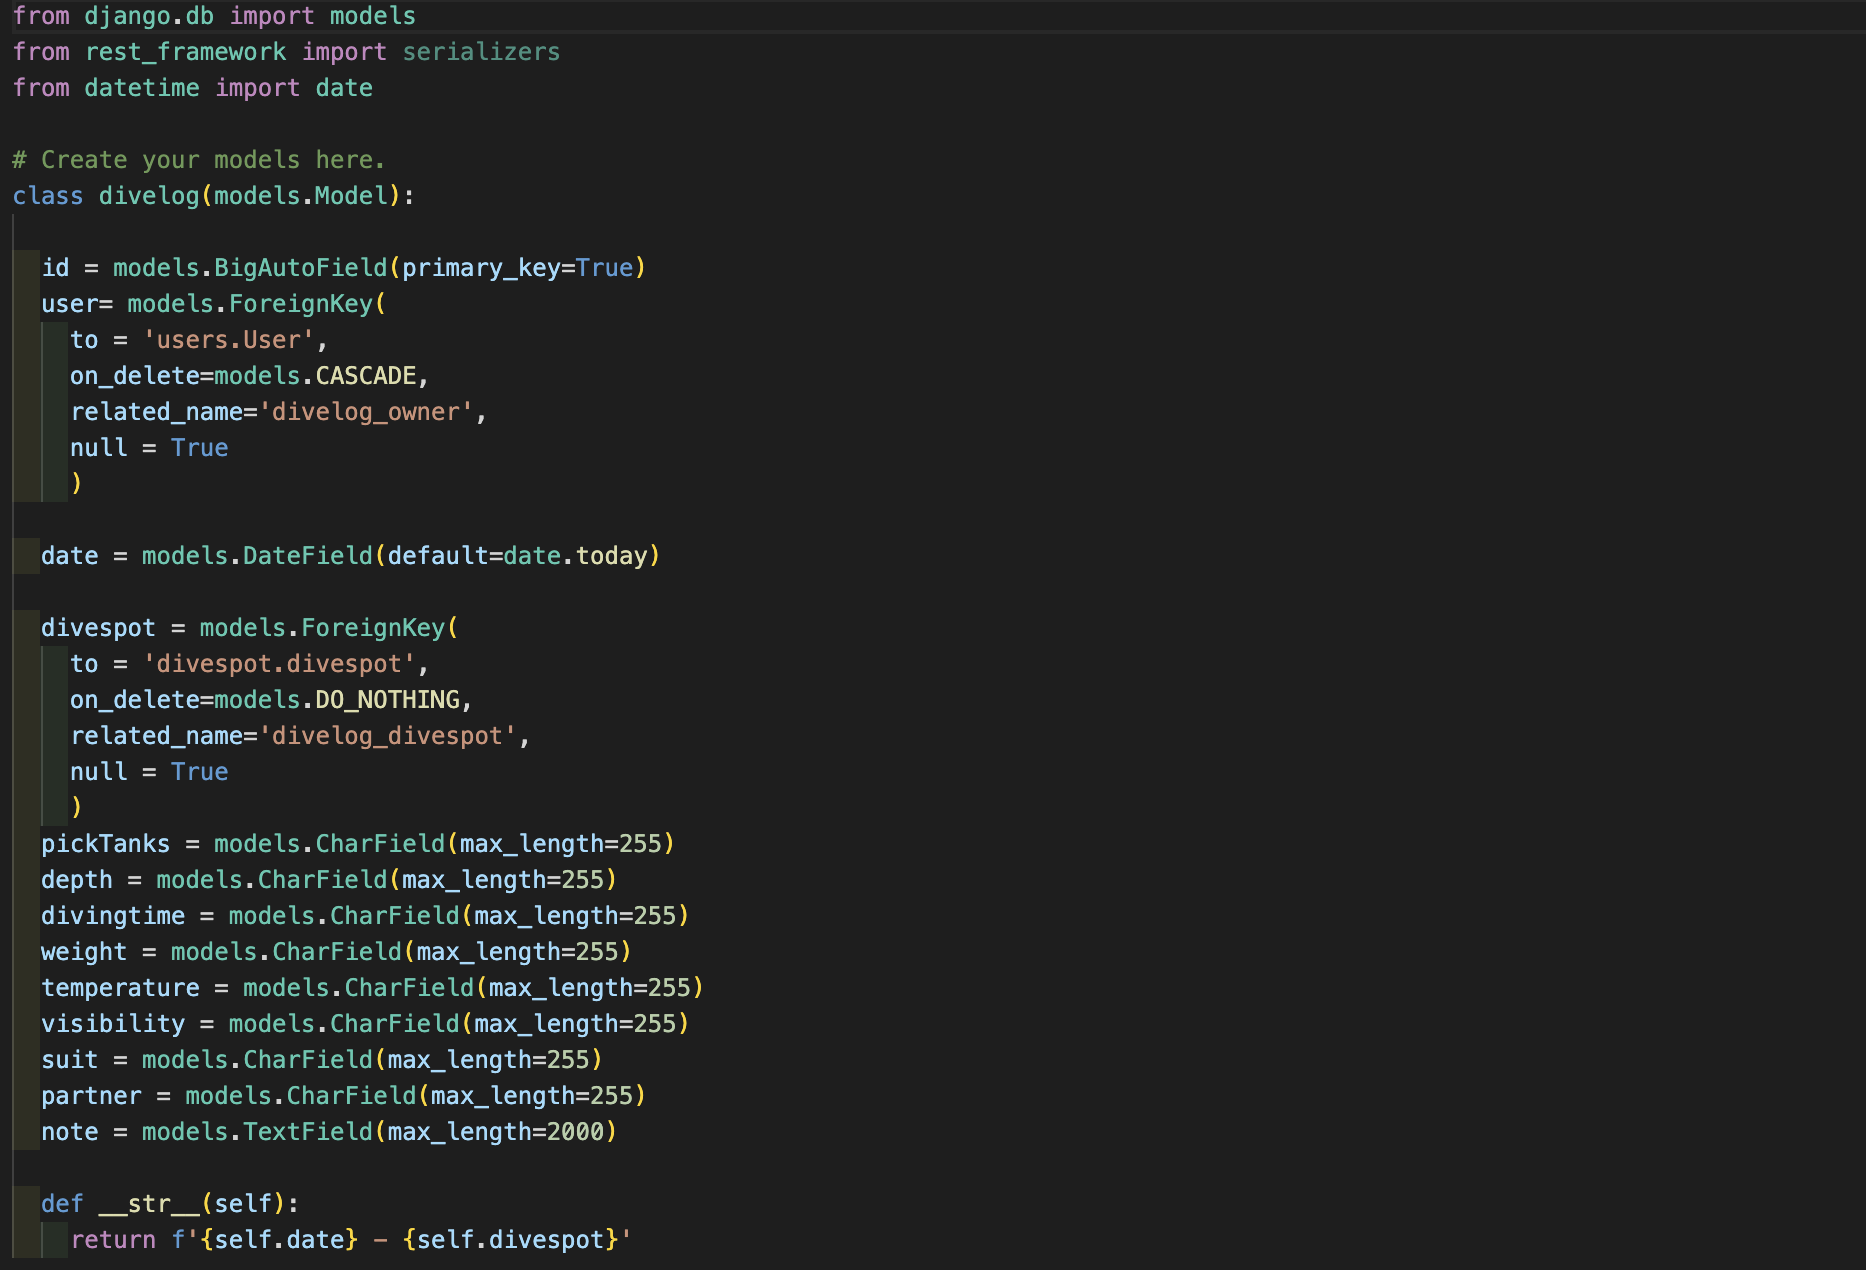 from django.db import models
from rest_framework import serializers
from datetime import date
# Create your models here.
class divelog(models.Model):
id = models.BigAutoField(primary_key=True)
user= models.ForeignKey(
to = 'users.User',
on_delete=models.CASCADE,
related_name='divelog_owner',
null = True
)
date = models.DateField(default=date.today)
divespot = models.ForeignKey(
to = 'divespot.divespot',
on_delete=models.DO_NOTHING,
related_name='divelog_divespot',
null = True
)
pickTanks = models.CharField(max_length=255)
depth = models.CharField(max_length=255)
divingtime = models.CharField(max_length=255)
weight = models.CharField(max_length=255)
temperature = models.CharField(max_length=255)
visibility = models.CharField(max_length=255)
suit = models.CharField(max_length=255)
partner = models.CharField(max_length=255)
note = models.TextField(max_length=2000)
def __str__(self):
return f'{self.date} - {self.divespot}'